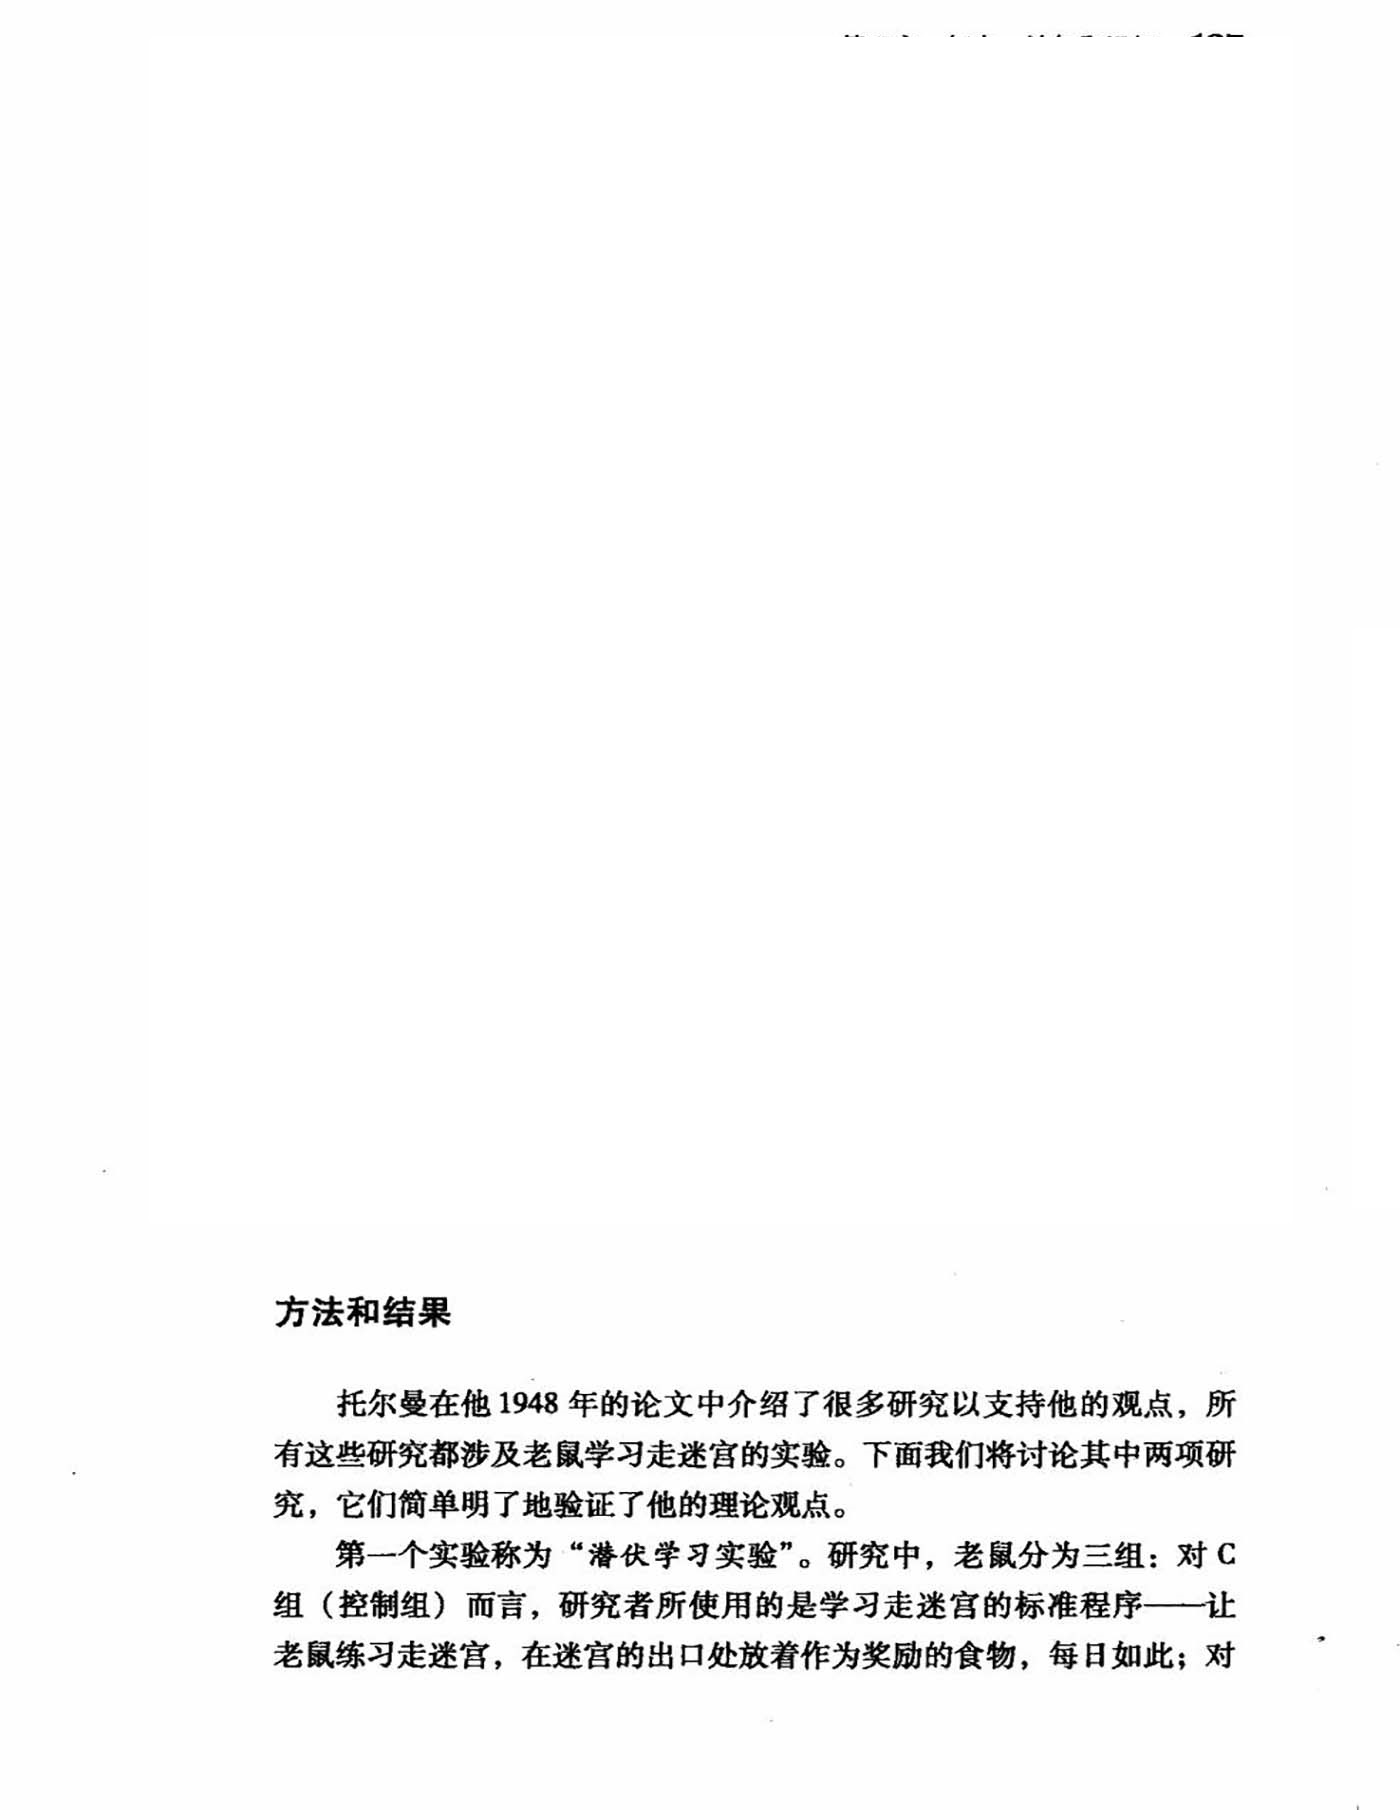 方法和结果
托尔曼在他1948年的论文中介绍了很多研究以支持他的观点，所
有这些研究都涉及老鼠学习走迷宫的实验。下面我们将讨论其中两项研
究，它们简单明了地验证了他的理论观点。
第一个实验称为“潜伏学习实验”。研究中，老鼠分为三组：对C
组（控制组）而言，研究者所使用的是学习走迷宫的标准程序——让
老鼠练习走迷宫，在迷宫的出口处放着作为奖励的食物，每日如此；对